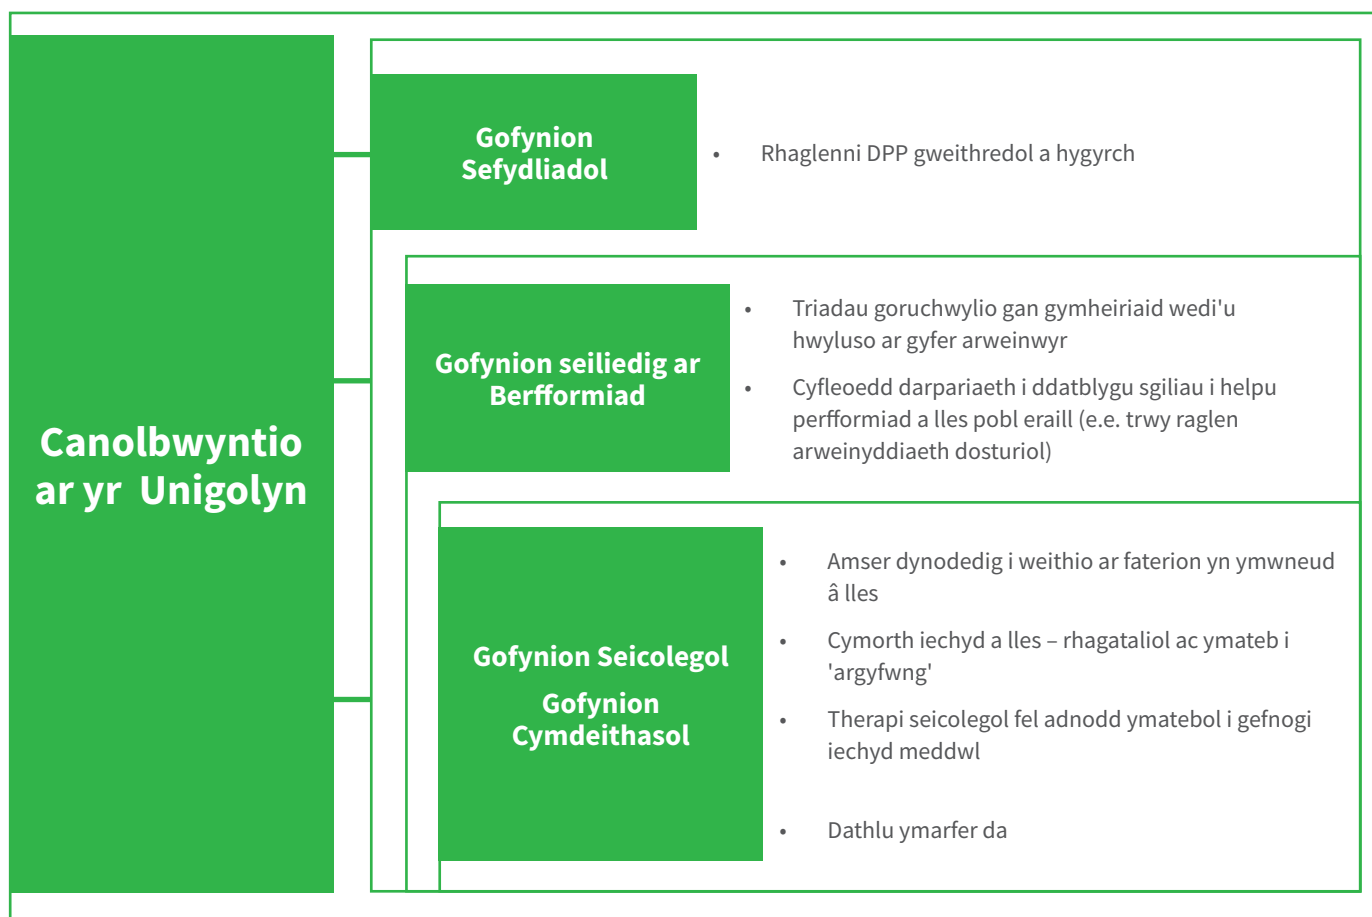 Canolbwyntio
ar yr Unigolyn
Gofynion
Sefydliadol
• Rhaglenni DPP gweithredol a hygyrch
Gofynion seiliedig ar
Berfformiad
• Triadau goruchwylio gan gymheiriaid wedi'u
hwyluso ar gyfer arweinwyr
• Cyfleoedd darpariaeth i ddatblygu sgiliau i helpu
perfformiad a lles pobl eraill (e.e. trwy raglen
arweinyddiaeth dosturiol)
Gofynion Seicolegol
Gofynion
Cymdeithasol
• Amser dynodedig i weithio ar faterion yn ymwneud
â lles
• Cymorth iechyd a lles – rhagataliol ac ymateb i
'argyfwng'
• Therapi seicolegol fel adnodd ymatebol i gefnogi
iechyd meddwl
• Dathlu ymarfer da